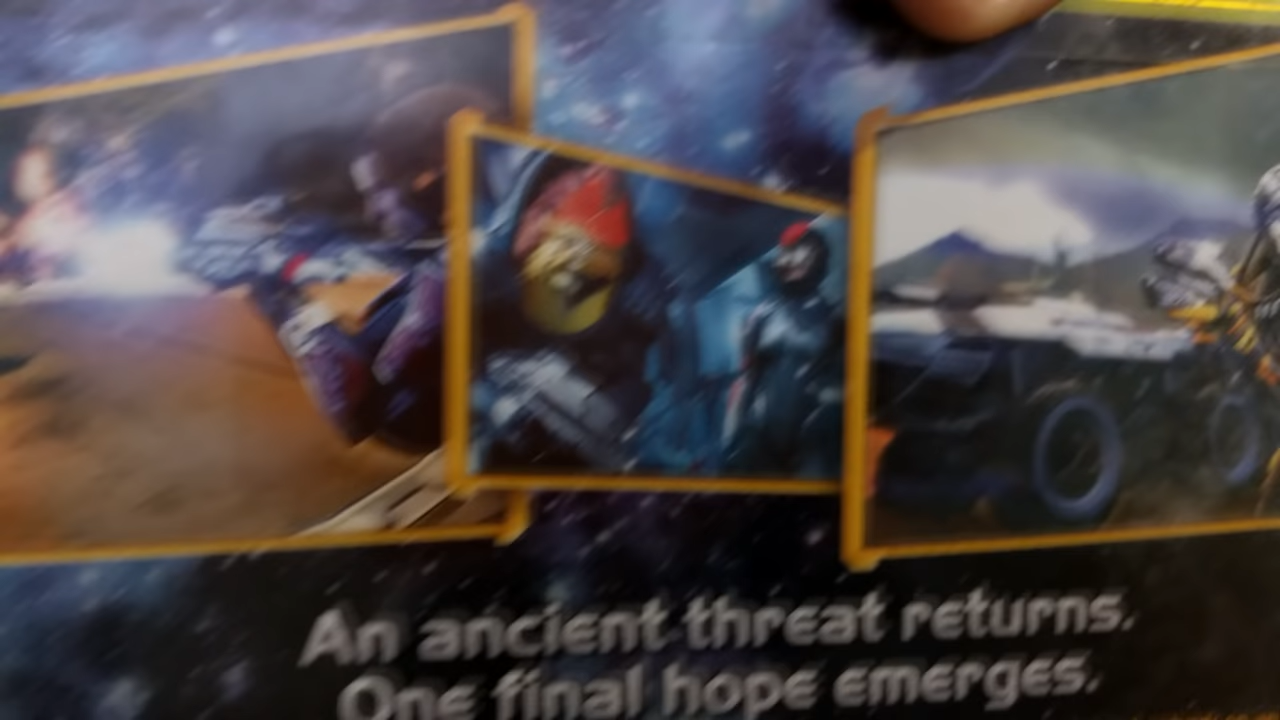 An ancient threat returns.
One final hope emerges.